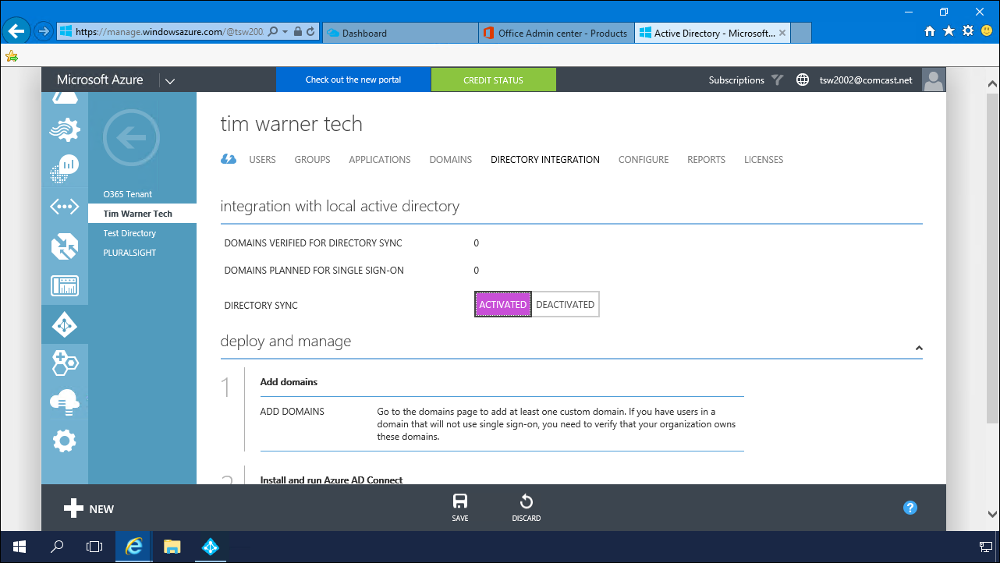 https://manage.windowsazure.com/@tsw200
Dashboard
Office Admin center - Products
Active Directory - Microsoft...
Microsoft Azure
Check out the new portal
CREDIT STATUS
Subscriptions
tsw2002@comcast.net
O365 Tenant
Tim Warner Tech
Test Directory
PLURALSIGHT
tim warner tech
USERS GROUPS APPLICATIONS DOMAINS DIRECTORY INTEGRATION CONFIGURE REPORTS LICENSES
integration with local active directory
DOMAINS VERIFIED FOR DIRECTORY SYNC 0
DOMAINS PLANNED FOR SINGLE SIGN-ON 0
DIRECTORY SYNC ACTIVATED DEACTIVATED
deploy and manage
1 Add domains
ADD DOMAINS Go to the domains page to add at least one custom domain. If you have users in a
domain that will not use single sign-on, you need to verify that your organization owns
these domains.
2 Install and run Azure AD Connect
NEW
SAVE
DISCARD
?